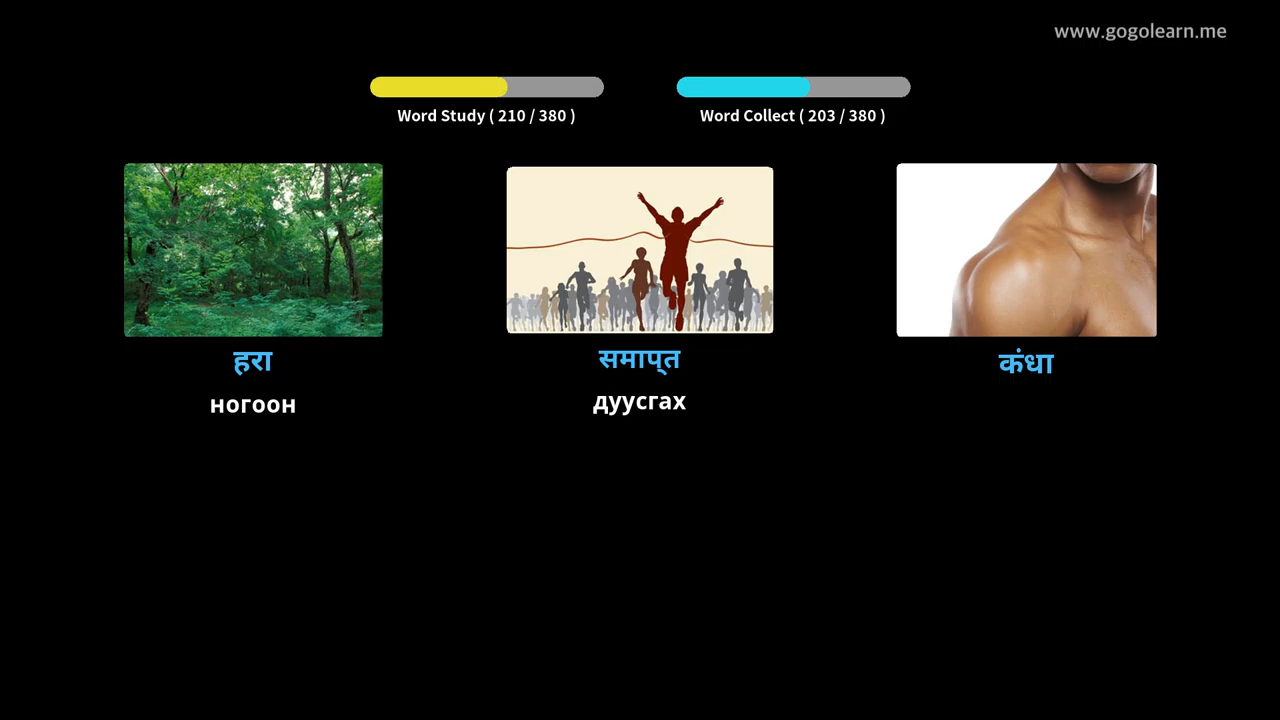 www.gogolearn.me
Word Study ( 210 / 380 )
Word Collect ( 203 / 380 )
हरा
ногоон
समाप्त
дуусгах
कंधा